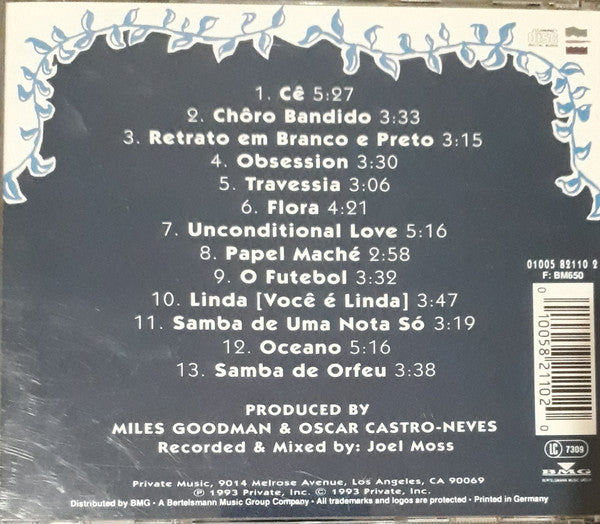 1. Cê 5:27
2. Chôro Bandido 3:33
3. Retrato em Branco e Preto 3:15
4. Obsession 3:30
5. Travessia 3:06
6. Flora 4:21
7. Unconditional Love 5:16
8. Papel Maché 2:58
9. O Futebol 3:32
10. Linda [Você é Linda] 3:47
11. Samba de Uma Nota Só 3:19
12. Oceano 5:16
13. Samba de Orfeu 3:38
01005 82110 2
F: BM650
0 10058 21102 0
PRODUCED BY
MILES GOODMAN & OSCAR CASTRO-NEVES
Recorded & Mixed by: Joel Moss
LC 7309
BMG
BERTELSMANN MUSIC GROUP
Private Music, 9014 Melrose Avenue, Los Angeles, CA 90069
℗ 1993 Private, Inc. © 1993 Private, Inc.
Distributed by BMG • A Bertelsmann Music Group Company • All trademarks and logos are protected • Printed in Germany